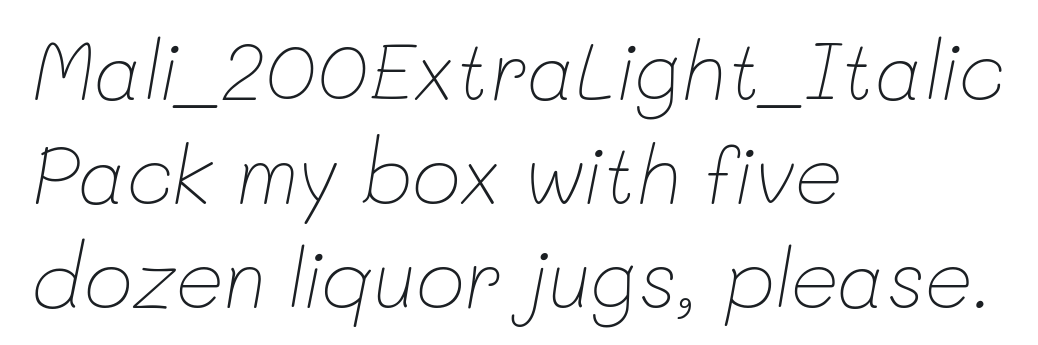 Mali_200ExtraLight_Italic
Pack my box with five
dozen liquor jugs, please.